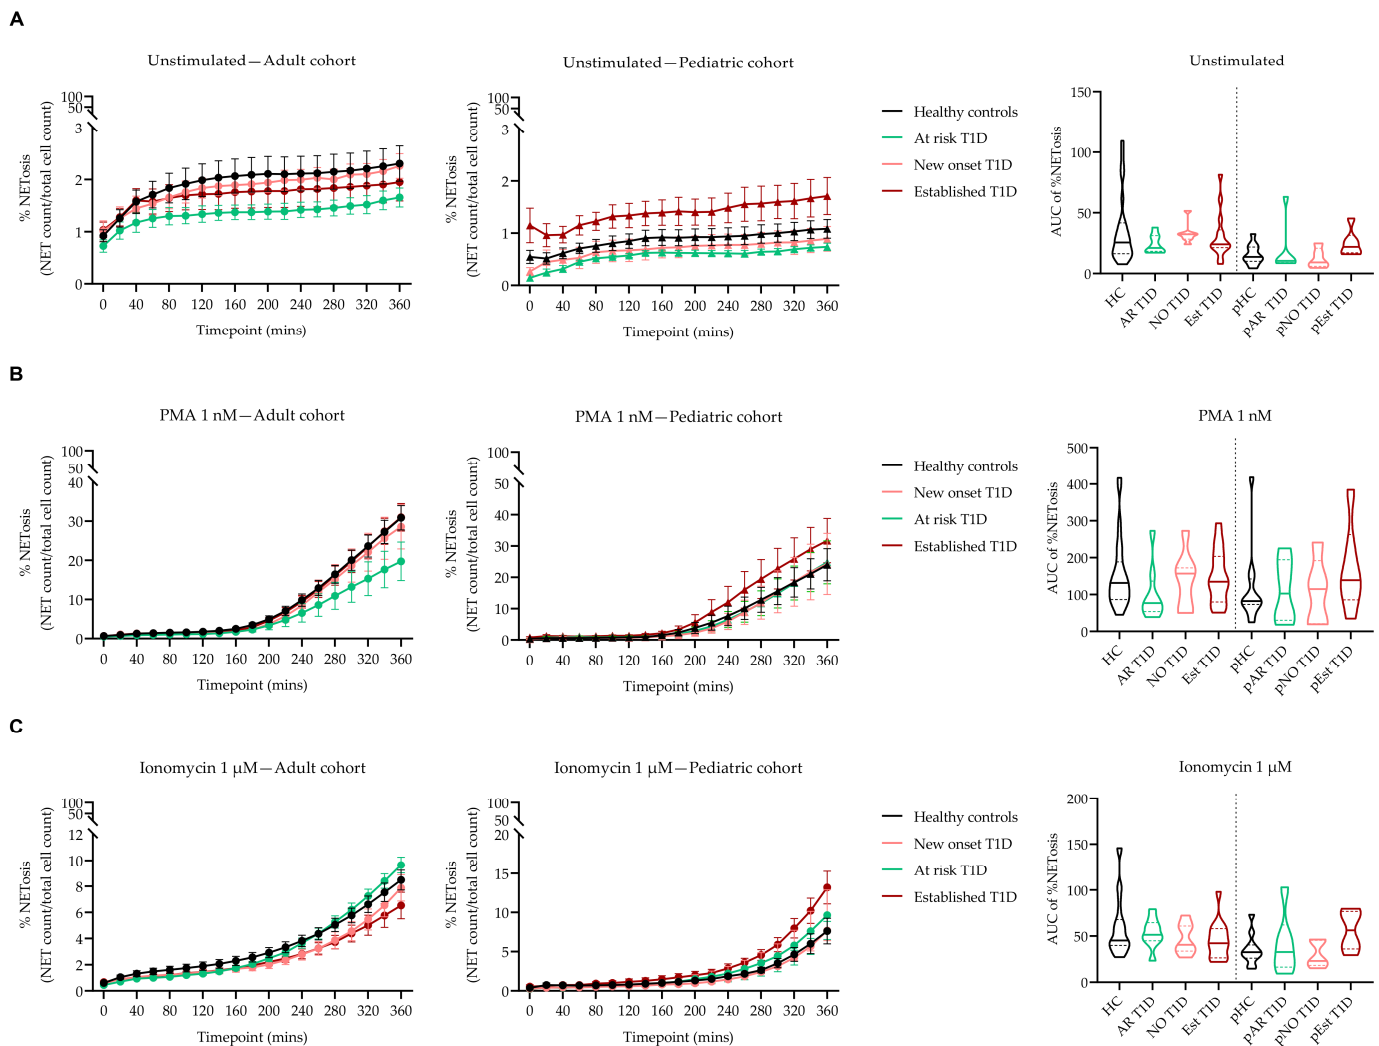 A
Unstimulated—Adult cohort
% NETosis
(NET count/total cell count)
100
50
3
2
1
0
0 40 80 120 160 200 240 280 320 360
Timepoint (mins)
Unstimulated—Pediatric cohort
% NETosis
(NET count/total cell count)
100
50
3
2
1
0
0 40 80 120 160 200 240 280 320 360
Timepoint (mins)
Healthy controls
At risk T1D
New onset T1D
Established T1D
Unstimulated
AUC of %NETosis
150
100
50
0
HC AR T1D NO T1D Est T1D pHC pAR T1D pNO T1D pEst T1D
B
PMA 1 nM—Adult cohort
% NETosis
(NET count/total cell count)
100
50
40
30
20
10
0
0 40 80 120 160 200 240 280 320 360
Timepoint (mins)
PMA 1 nM—Pediatric cohort
% NETosis
(NET count/total cell count)
100
50
40
30
20
10
0
0 40 80 120 160 200 240 280 320 360
Timepoint (mins)
Healthy controls
New onset T1D
At risk T1D
Established T1D
PMA 1 nM
AUC of %NETosis
500
400
300
200
100
0
HC AR T1D NO T1D Est T1D pHC pAR T1D pNO T1D pEst T1D
C
Ionomycin 1 μM—Adult cohort
% NETosis
(NET count/total cell count)
100
50
12
10
8
6
4
2
0
0 40 80 120 160 200 240 280 320 360
Timepoint (mins)
Ionomycin 1 μM—Pediatric cohort
% NETosis
(NET count/total cell count)
100
50
20
15
10
5
0
0 40 80 120 160 200 240 280 320 360
Timepoint (mins)
Healthy controls
New onset T1D
At risk T1D
Established T1D
Ionomycin 1 μM
AUC of %NETosis
200
150
100
50
0
HC AR T1D NO T1D Est T1D pHC pAR T1D pNO T1D pEst T1D